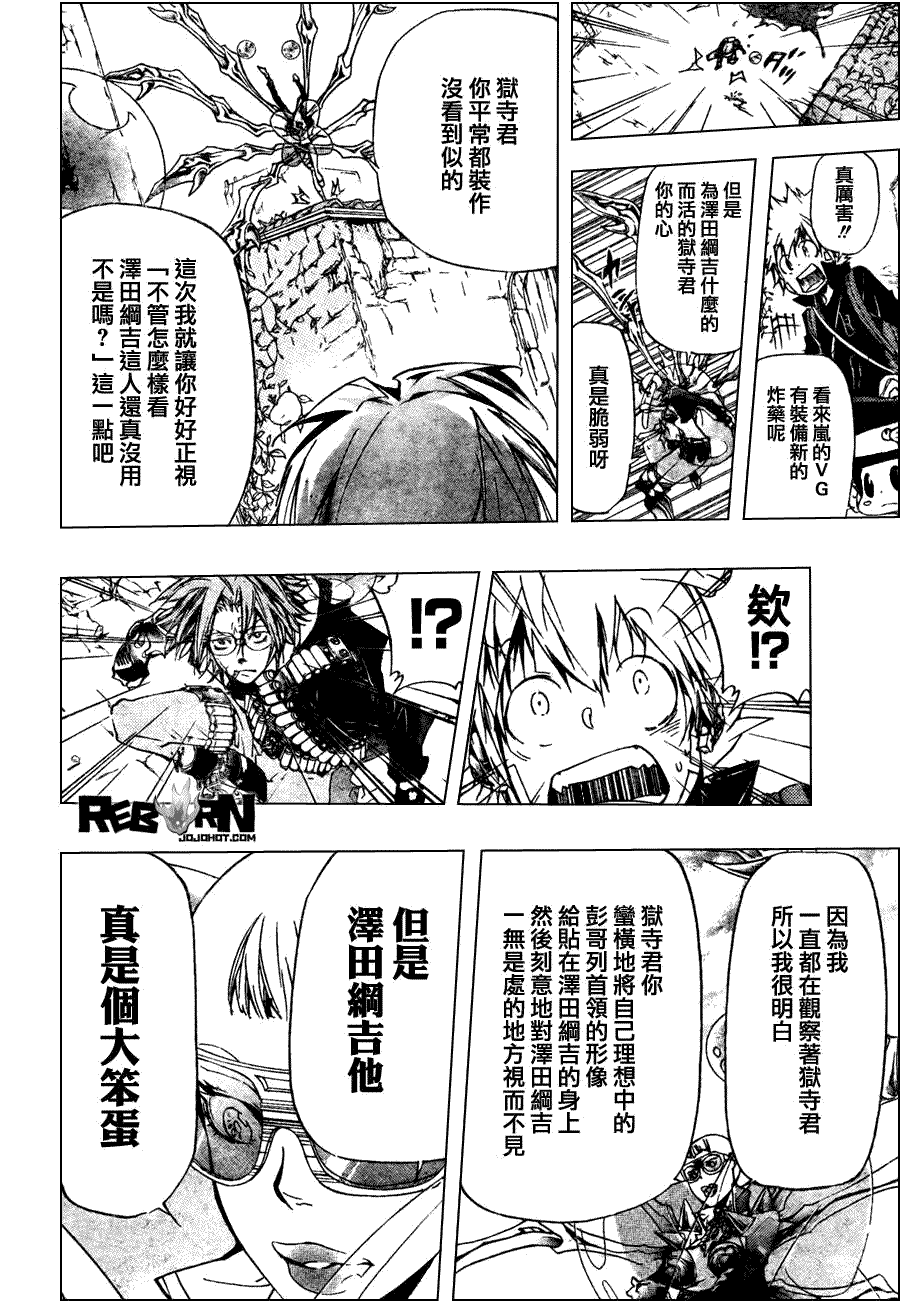 ダッ
真厲害!!
看來嵐的VG
有裝備新的
炸藥呢
但是
為澤田綱吉什麼的
而活的獄寺君
你的心
真是脆弱呀
獄寺君
你平常都裝作
沒看到似的
這次我就讓你好好正視
「不管怎麼樣看
澤田綱吉這人還真沒用
不是嗎?」這一點吧
欸!?
!?
REBORN
JOJOHOT.COM
因為我
一直都在觀察著獄寺君
所以我很明白
獄寺君你
蠻橫地將自己理想中的
彭哥列首領的形像
給貼在澤田綱吉的身上
然後刻意地對澤田綱吉
一無是處的地方視而不見
但是
澤田綱吉他
真是個大笨蛋